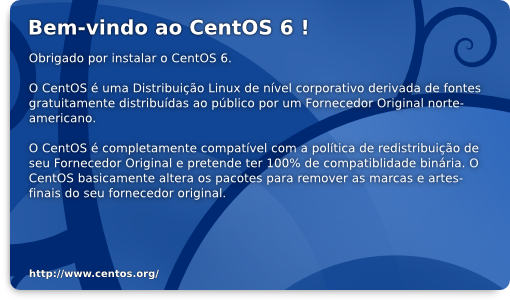 Bem-vindo ao CentOS 6 !
Obrigado por instalar o CentOS 6.
O CentOS é uma Distribuição Linux de nível corporativo derivada de fontes
gratuitamente distribuídas ao público por um Fornecedor Original norte-
americano.
O CentOS é completamente compatível com a política de redistribuição de
seu Fornecedor Original e pretende ter 100% de compatiblidade binária. O
CentOS basicamente altera os pacotes para remover as marcas e artes-
finais do seu fornecedor original.
http://www.centos.org/